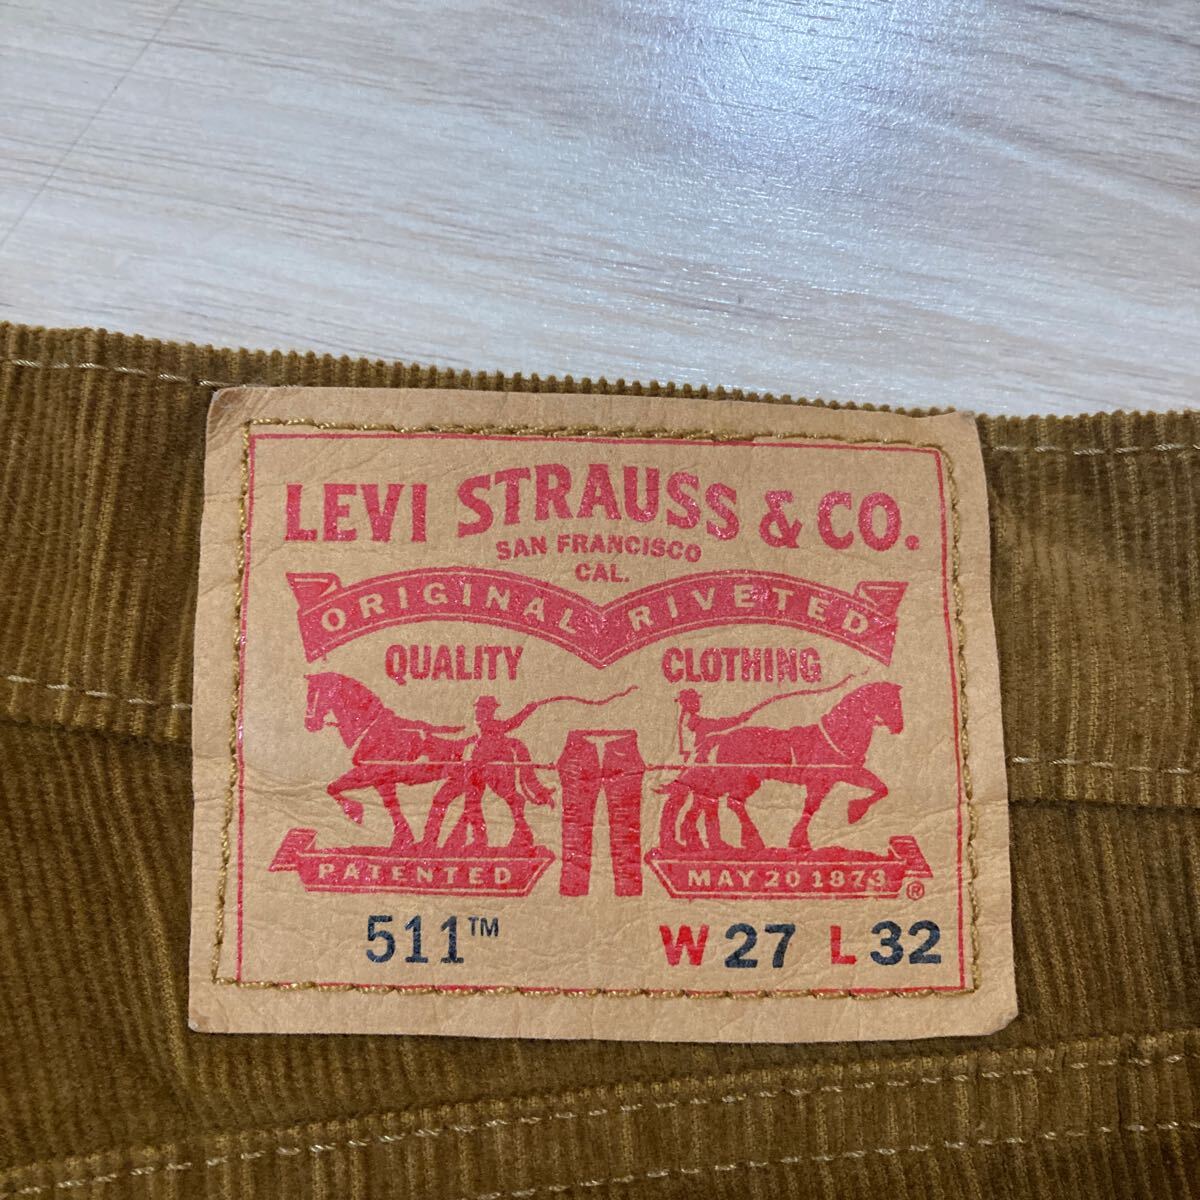 LEVI STRAUSS & CO.
SAN FRANCISCO
CAL.
ORIGINAL RIVETED
QUALITY CLOTHING
PATENTED MAY 20 1873 ®
511™ W 27 L 32